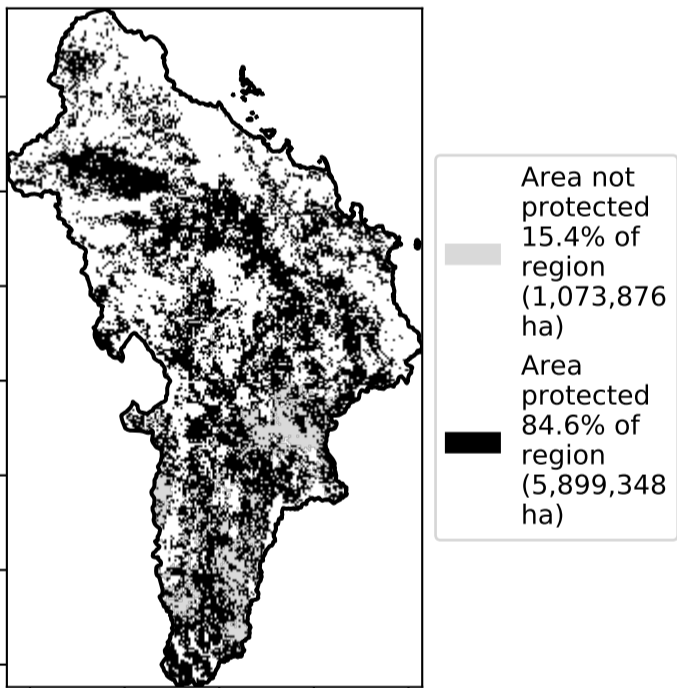 Area not
protected
15.4% of
region
(1,073,876
ha)
Area
protected
84.6% of
region
(5,899,348
ha)